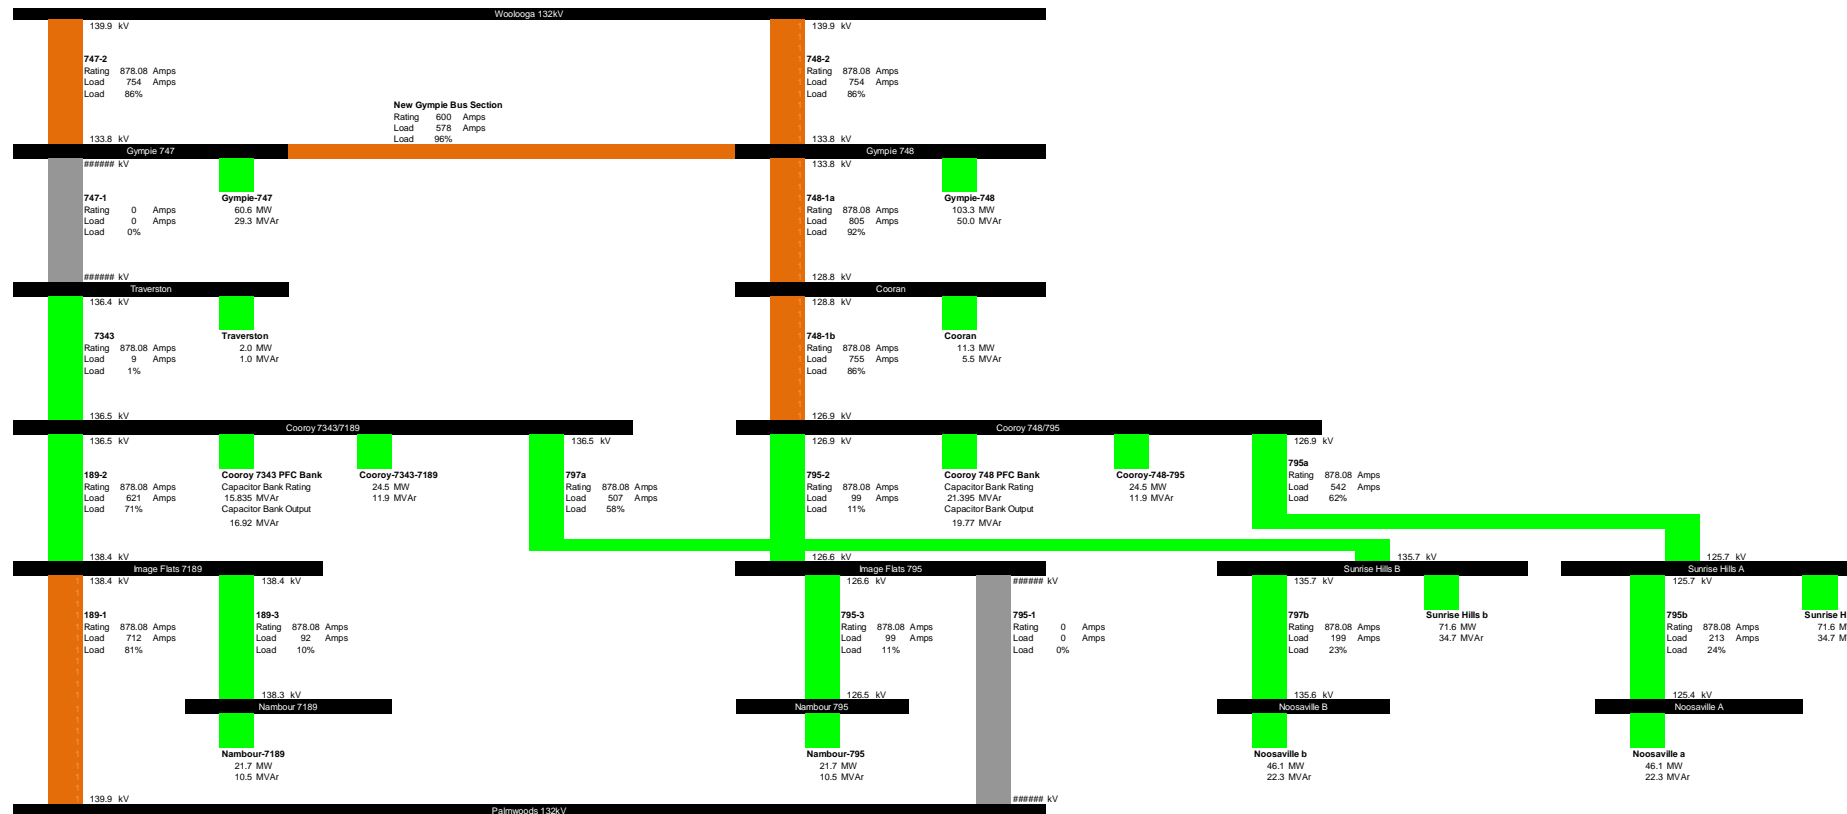 Woolooga 132kV
139.9 kV
139.9 kV
747-2
Rating 878.08 Amps
Load 754 Amps
Load 86%
748-2
Rating 878.08 Amps
Load 754 Amps
Load 86%
New Gympie Bus Section
Rating 600 Amps
Load 578 Amps
Load 96%
133.8 kV
133.8 kV
Gympie 747
Gympie 748
###### kV
133.8 kV
747-1
Rating 0 Amps
Load 0 Amps
Load 0%
Gympie-747
60.6 MW
29.3 MVAr
748-1a
Rating 878.08 Amps
Load 805 Amps
Load 92%
Gympie-748
103.3 MW
50.0 MVAr
###### kV
128.8 kV
Traverston
Cooran
136.4 kV
128.8 kV
7343
Rating 878.08 Amps
Load 9 Amps
Load 1%
Traverston
2.0 MW
1.0 MVAr
748-1b
Rating 878.08 Amps
Load 755 Amps
Load 86%
Cooran
11.3 MW
5.5 MVAr
136.5 kV
126.9 kV
Cooroy 7343/7189
Cooroy 748/795
136.5 kV
136.5 kV
126.9 kV
126.9 kV
189-2
Rating 878.08 Amps
Load 621 Amps
Load 71%
Cooroy 7343 PFC Bank
Capacitor Bank Rating
15.835 MVAr
Capacitor Bank Output
16.92 MVAr
Cooroy-7343-7189
24.5 MW
11.9 MVAr
797a
Rating 878.08 Amps
Load 507 Amps
Load 58%
795-2
Rating 878.08 Amps
Load 99 Amps
Load 11%
Cooroy 748 PFC Bank
Capacitor Bank Rating
21.395 MVAr
Capacitor Bank Output
19.77 MVAr
Cooroy-748-795
24.5 MW
11.9 MVAr
795a
Rating 878.08 Amps
Load 542 Amps
Load 62%
138.4 kV
126.6 kV
135.7 kV
125.7 kV
Image Flats 7189
Image Flats 795
Sunrise Hills B
Sunrise Hills A
138.4 kV
138.4 kV
126.6 kV
###### kV
135.7 kV
125.7 kV
189-1
Rating 878.08 Amps
Load 712 Amps
Load 81%
189-3
Rating 878.08 Amps
Load 92 Amps
Load 10%
795-3
Rating 878.08 Amps
Load 99 Amps
Load 11%
795-1
Rating 0 Amps
Load 0 Amps
Load 0%
797b
Rating 878.08 Amps
Load 199 Amps
Load 23%
Sunrise Hills b
71.6 MW
34.7 MVAr
795b
Rating 878.08 Amps
Load 213 Amps
Load 24%
Sunrise H
71.6 M
34.7 M
138.3 kV
126.5 kV
135.6 kV
125.4 kV
Nambour 7189
Nambour 795
Noosaville B
Noosaville A
Nambour-7189
21.7 MW
10.5 MVAr
Nambour-795
21.7 MW
10.5 MVAr
Noosaville b
46.1 MW
22.3 MVAr
Noosaville a
46.1 MW
22.3 MVAr
139.9 kV
###### kV
Palmwoods 132kV